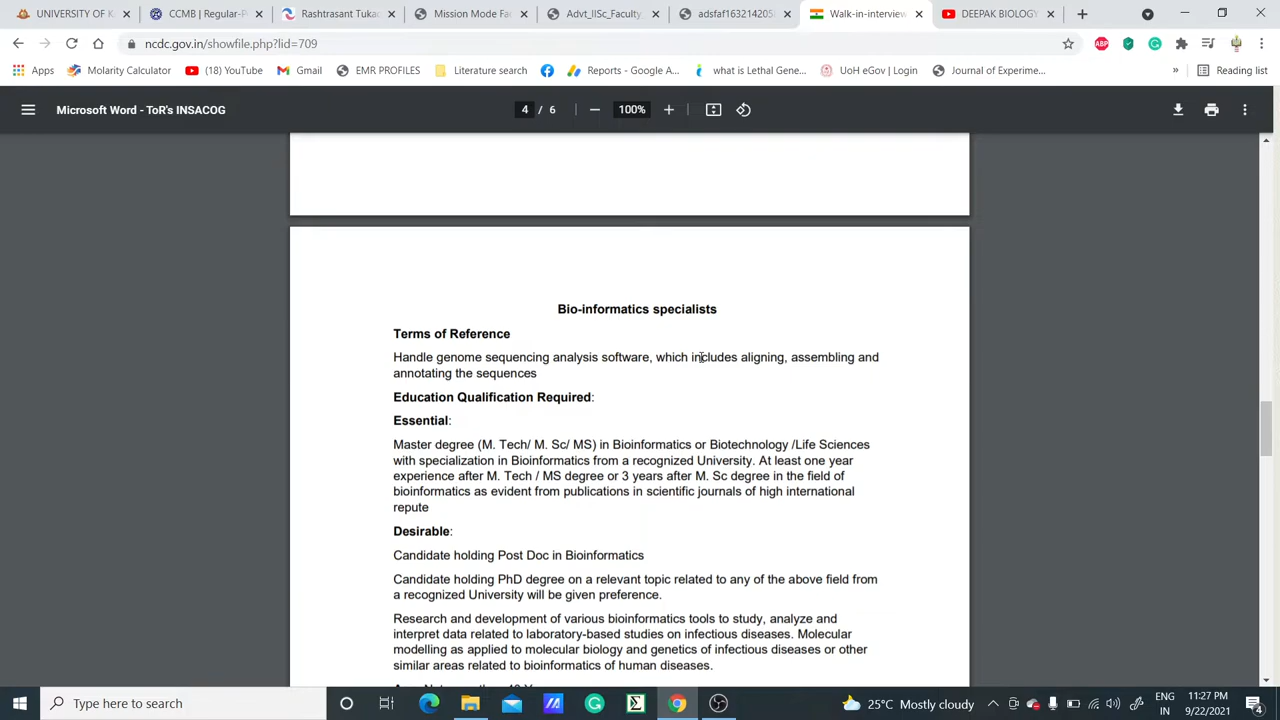 UNIVERSITY OF
CCMB | Regular-P
Rashtrasant Tuka
Mission Mode Fa
Advt_IISc_Faculty
adsfaf163214205
Walk-in-interview
DEEPAK BIOLOGY
ncdc.gov.in/showfile.php?lid=709
Apps
Molarity Calculator
(18) YouTube
Gmail
EMR PROFILES
Literature search
Reports - Google A...
what is Lethal Gene...
UoH eGov | Login
Journal of Experime...
»
Reading list
Microsoft Word - ToR's INSACOG
4 / 6
100%
Bio-informatics specialists
Terms of Reference
Handle genome sequencing analysis software, which includes aligning, assembling and
annotating the sequences
Education Qualification Required:
Essential:
Master degree (M. Tech/ M. Sc/ MS) in Bioinformatics or Biotechnology /Life Sciences
with specialization in Bioinformatics from a recognized University. At least one year
experience after M. Tech / MS degree or 3 years after M. Sc degree in the field of
bioinformatics as evident from publications in scientific journals of high international
repute
Desirable:
Candidate holding Post Doc in Bioinformatics
Candidate holding PhD degree on a relevant topic related to any of the above field from
a recognized University will be given preference.
Research and development of various bioinformatics tools to study, analyze and
interpret data related to laboratory-based studies on infectious diseases. Molecular
modelling as applied to molecular biology and genetics of infectious diseases or other
similar areas related to bioinformatics of human diseases.
Type here to search
25°C Mostly cloudy
ENG
IN
11:27 PM
9/22/2021
4